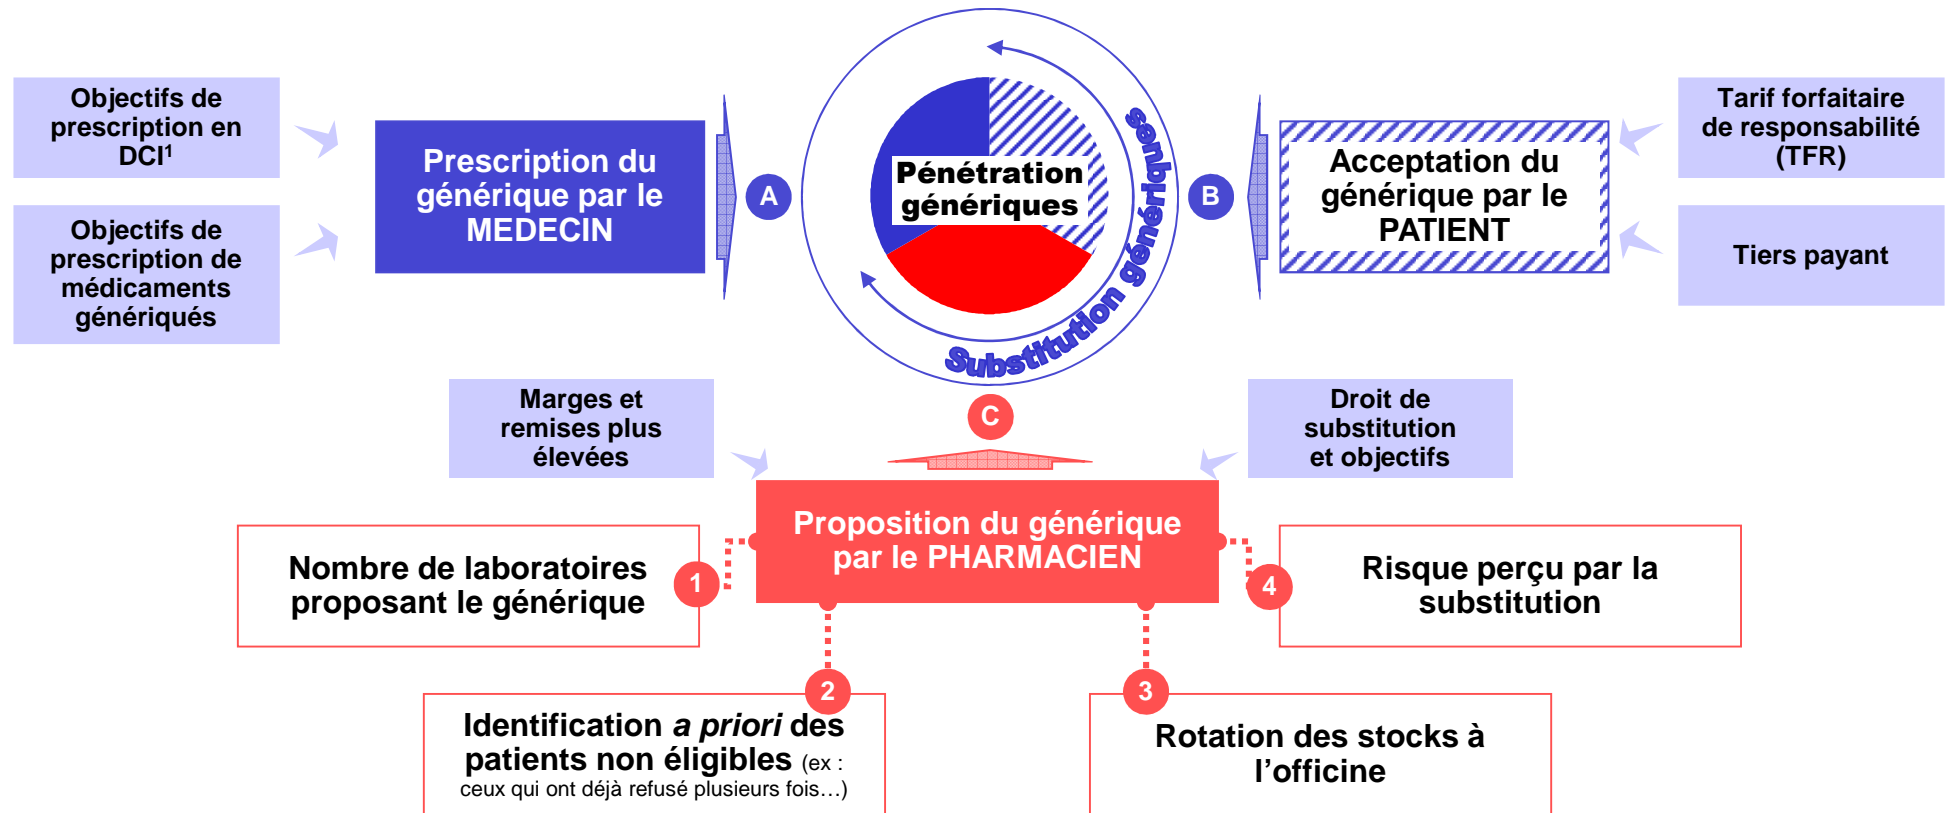 Objectifs de
prescription en
DCI¹
Objectifs de
prescription de
médicaments
génériqués
Prescription du
générique par le
MEDECIN
A
Pénétration
génériques
Substitution génériques
B
Acceptation du
générique par le
PATIENT
Tarif forfaitaire
de responsabilité
(TFR)
Tiers payant
Marges et
remises plus
élevées
C
Droit de
substitution
et objectifs
Proposition du générique
par le PHARMACIEN
Nombre de laboratoires
proposant le générique
1
4
Risque perçu par la
substitution
2
Identification a priori des
patients non éligibles (ex :
ceux qui ont déjà refusé plusieurs fois…)
3
Rotation des stocks à
l’officine